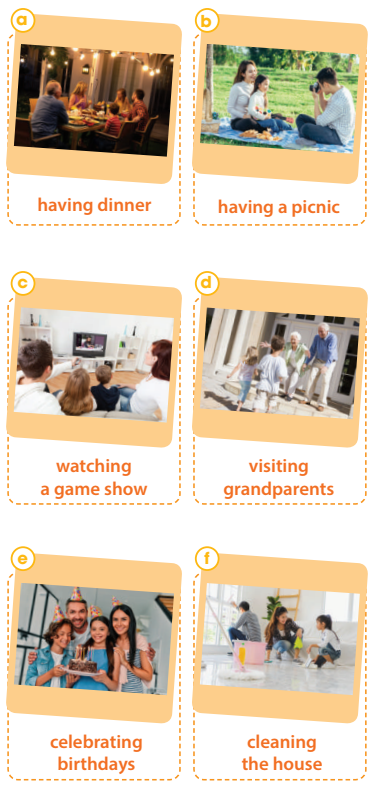 a
having dinner
b
having a picnic
c
watching
a game show
d
visiting
grandparents
e
celebrating
birthdays
f
cleaning
the house